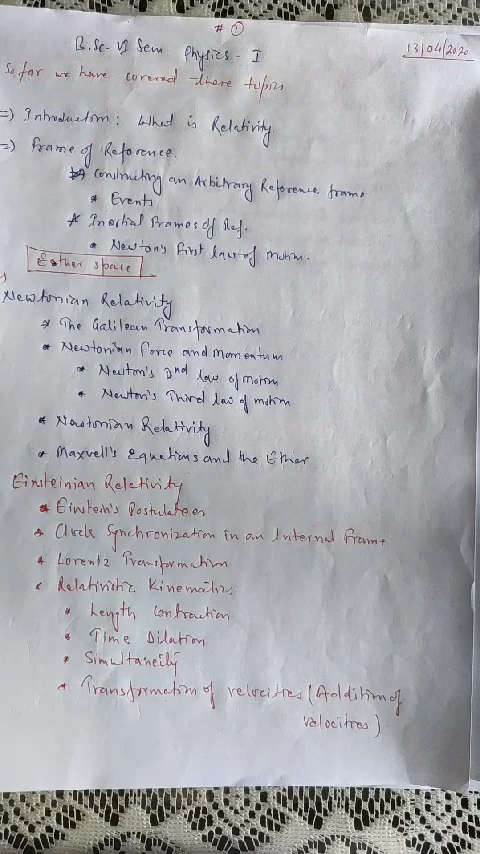 # ①
B.Sc-VI Sem Physics - I
13/04/2020
So far we have covered these topics
=) Introduction: What is Relativity
=) Frame of Reference.
Constructing an Arbitrary Reference frame
* Events
* Inertial Frames of Ref.
* Newton's First law of motion.
Esther space
Newtonian Relativity
* The Galilean Transformation
* Newtonian Force and Momentum
* Newton's 2nd law of motion
* Newton's Third law of motion
* Newtonian Relativity
* Maxwell's Equations and the Ether
Einsteinian Relativity
* Einstein's Postulates
* Clock Synchronization in an Internal Frame
* Lorentz Transformation
* Relativistic Kinematics
* Length Contraction
* Time Dilation
* Simultaneity
* Transformation of velocities (Addition of
velocities)